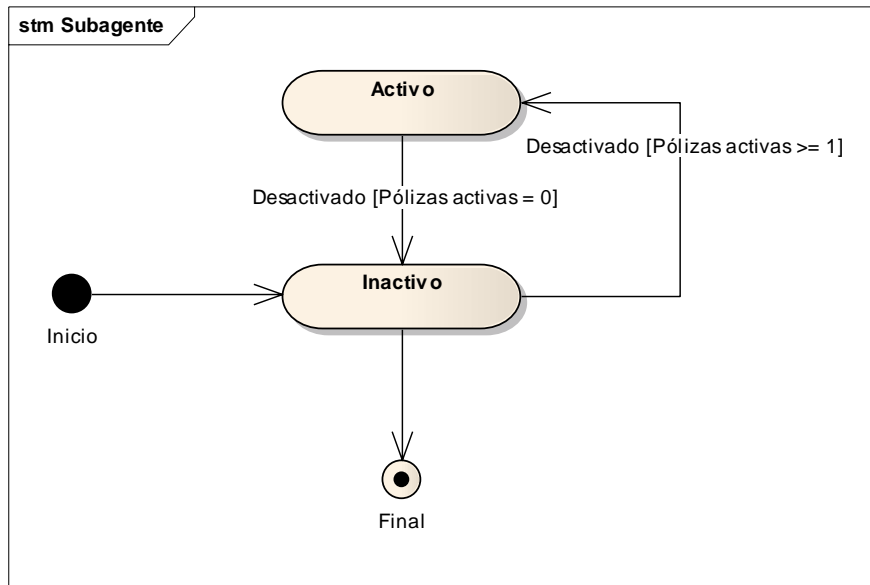 stm Subagente
Activo
Desactivado [Pólizas activas >= 1]
Desactivado [Pólizas activas = 0]
Inactivo
Inicio
Final